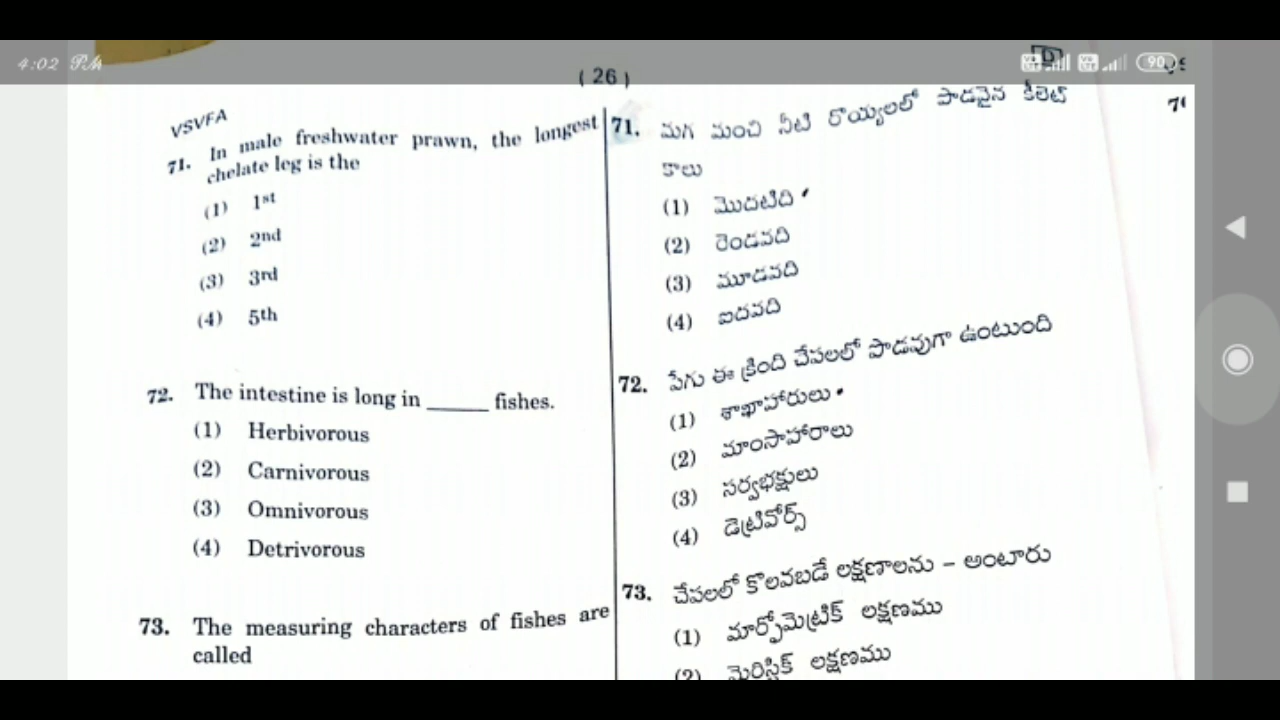 4:02 PM
90
( 26 )
VSVFA
71. In male freshwater prawn, the longest
chelate leg is the
(1) 1st
(2) 2nd
(3) 3rd
(4) 5th
72. The intestine is long in _____ fishes.
(1) Herbivorous
(2) Carnivorous
(3) Omnivorous
(4) Detrivorous
73. The measuring characters of fishes are
called
71. మగ మంచి నీటి రొయ్యలలో పొడవైన కీలెట్
కాలు
(1) మొదటిది
(2) రెండవది
(3) మూడవది
(4) ఐదవది
72. పేగు ఈ క్రింది చేపలలో పొడవుగా ఉంటుంది
(1) శాఖాహారులు
(2) మాంసాహారాలు
(3) సర్వభక్షులు
(4) డెట్రివోర్స్
73. చేపలలో కొలవబడే లక్షణాలను – అంటారు
(1) మార్ఫోమెట్రిక్ లక్షణము
(2) మెరిస్టిక్ లక్షణము